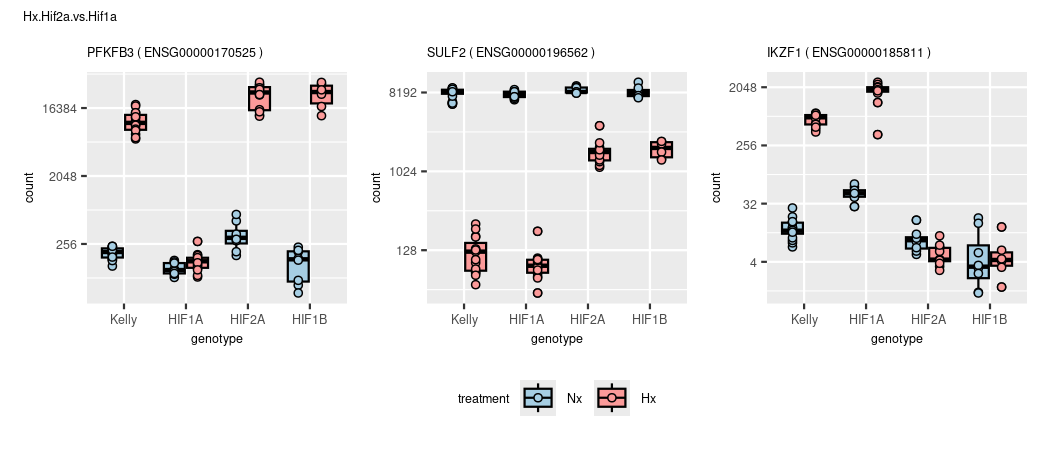 Hx.Hif2a.vs.Hif1a
PFKFB3 ( ENSG00000170525 )
16384
2048
256
count
Kelly HIF1A HIF2A HIF1B
genotype
SULF2 ( ENSG00000196562 )
8192
1024
128
count
Kelly HIF1A HIF2A HIF1B
genotype
IKZF1 ( ENSG00000185811 )
2048
256
32
4
count
Kelly HIF1A HIF2A HIF1B
genotype
treatment Nx Hx